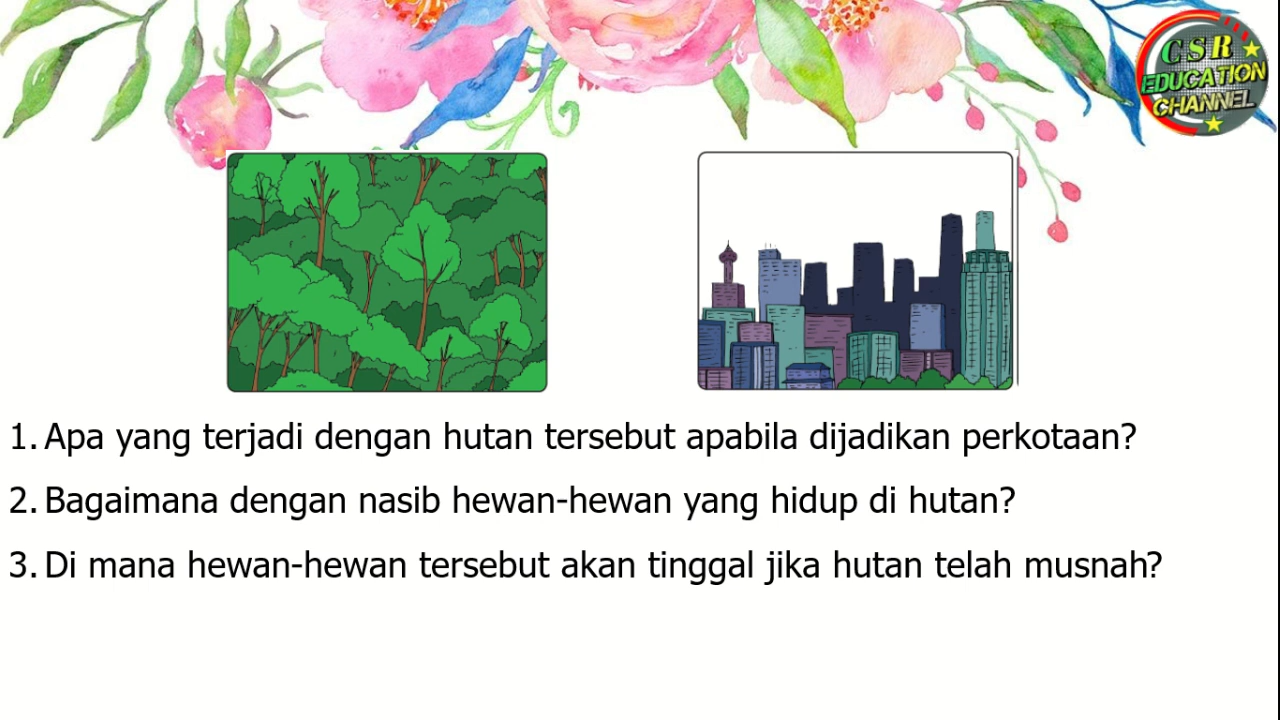 CSR
EDUCATION
CHANNEL
1. Apa yang terjadi dengan hutan tersebut apabila dijadikan perkotaan?
2. Bagaimana dengan nasib hewan-hewan yang hidup di hutan?
3. Di mana hewan-hewan tersebut akan tinggal jika hutan telah musnah?